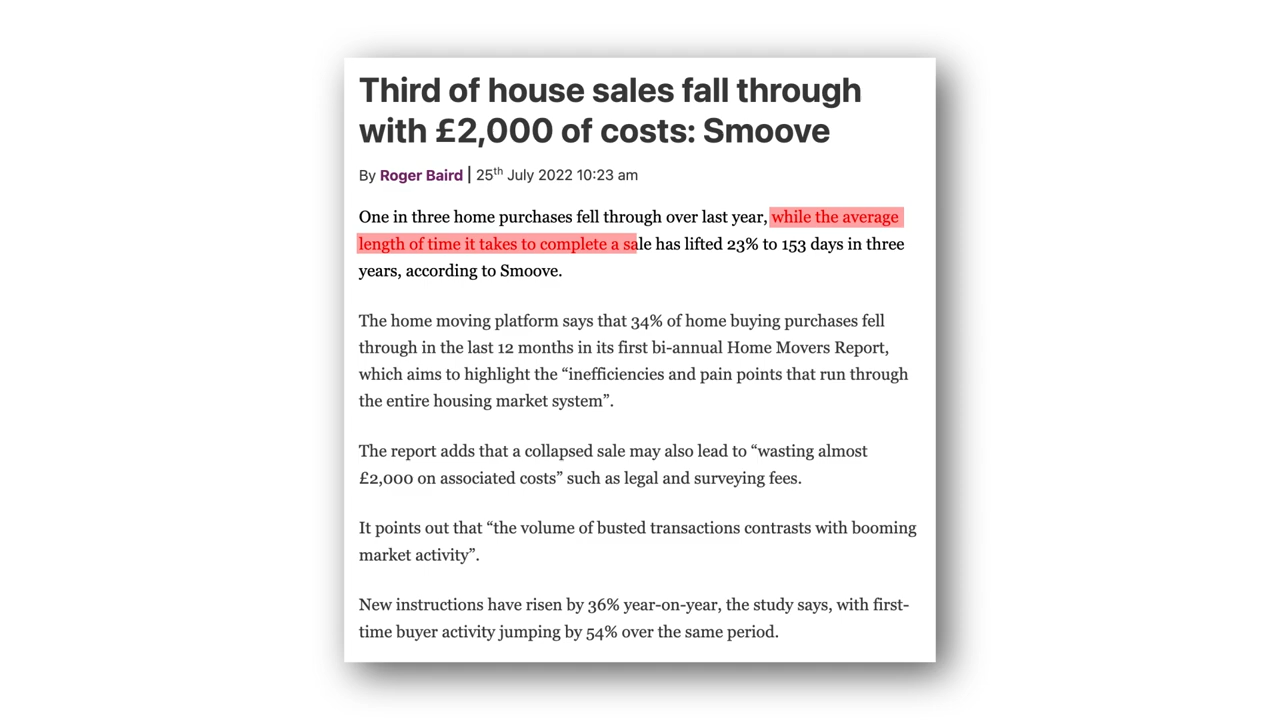 Third of house sales fall through
with £2,000 of costs: Smoove
By Roger Baird | 25th July 2022 10:23 am
One in three home purchases fell through over last year, while the average
length of time it takes to complete a sale has lifted 23% to 153 days in three
years, according to Smoove.
The home moving platform says that 34% of home buying purchases fell
through in the last 12 months in its first bi-annual Home Movers Report,
which aims to highlight the “inefficiencies and pain points that run through
the entire housing market system”.
The report adds that a collapsed sale may also lead to “wasting almost
£2,000 on associated costs” such as legal and surveying fees.
It points out that “the volume of busted transactions contrasts with booming
market activity”.
New instructions have risen by 36% year-on-year, the study says, with first-
time buyer activity jumping by 54% over the same period.